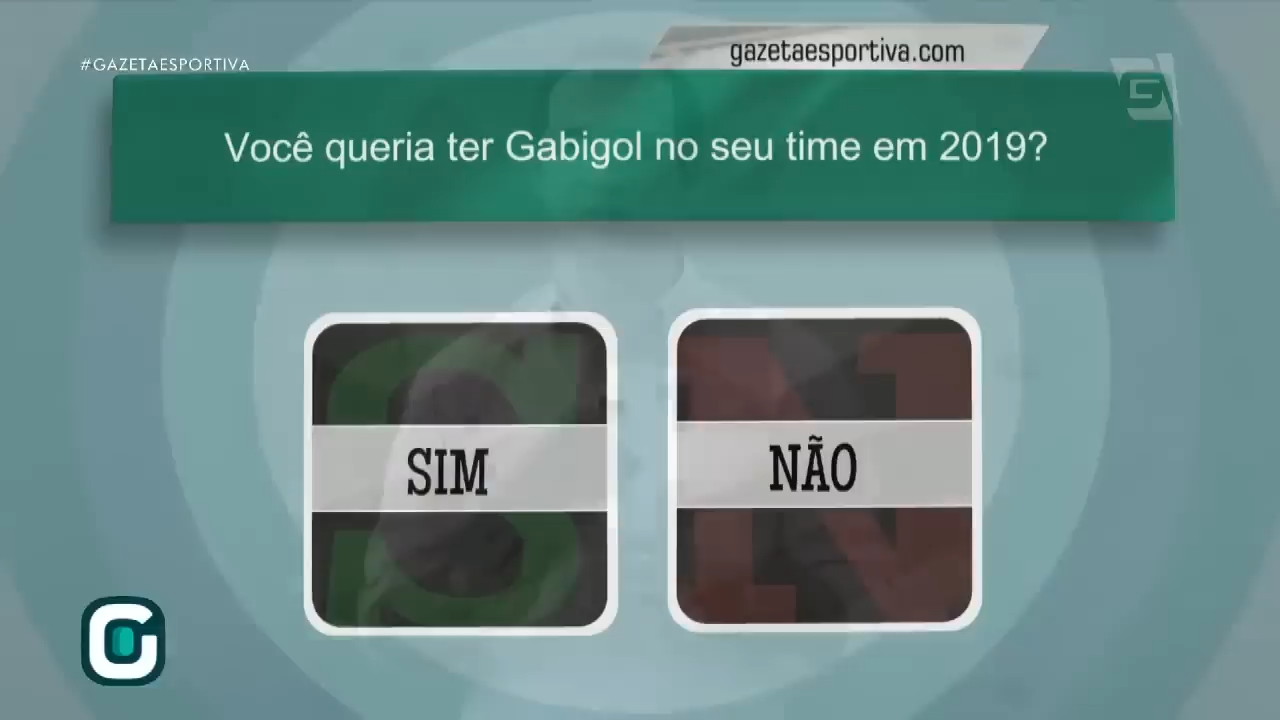 gazetaesportiva.com
#GAZETAESPORTIVA
Você queria ter Gabigol no seu time em 2019?
SIM
NÃO